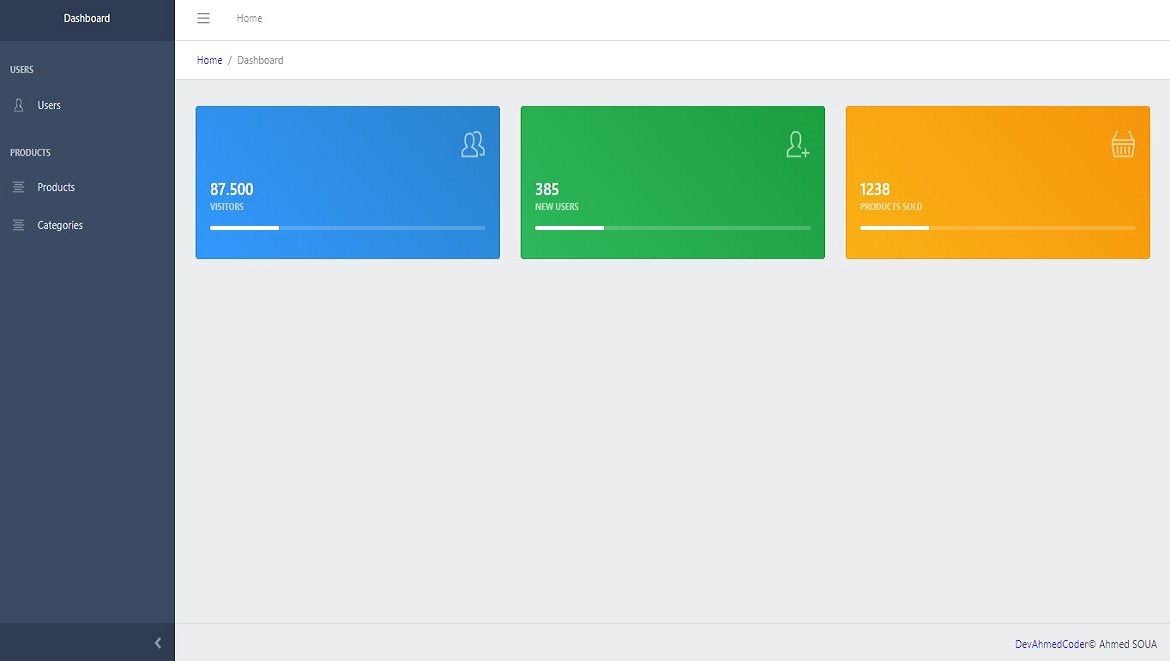 Dashboard
Home
Home / Dashboard
USERS
Users
PRODUCTS
Products
Categories
87.500
VISITORS
385
NEW USERS
1238
PRODUCTS SOLD
DevAhmedCoder© Ahmed SOUA